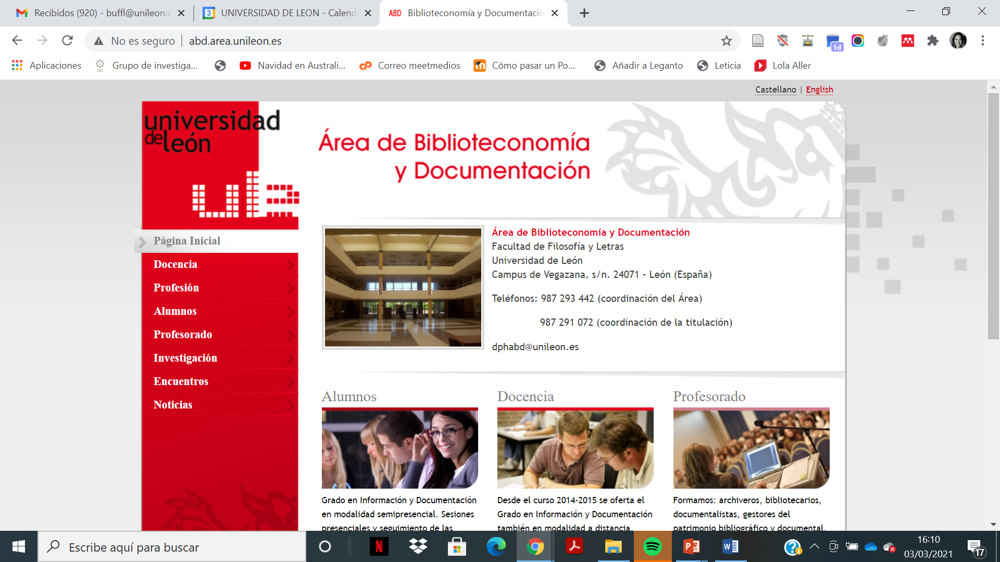 Recibidos (920) - buffl@unileon.e
UNIVERSIDAD DE LEON - Calend
ABD Biblioteconomía y Documentació
No es seguro | abd.area.unileon.es
1d
Aplicaciones
Grupo de investiga...
Navidad en Australi...
Correo meetmedios
Cómo pasar un Po...
Añadir a Leganto
Leticia
Lola Aller
Castellano | English
universidad
de león
ule
Área de Biblioteconomía
y Documentación
Página Inicial
Docencia
Profesión
Alumnos
Profesorado
Investigación
Encuentros
Noticias
Área de Biblioteconomía y Documentación
Facultad de Filosofía y Letras
Universidad de León
Campus de Vegazana, s/n. 24071 - León (España)
Teléfonos: 987 293 442 (coordinación del Área)
987 291 072 (coordinación de la titulación)
dphabd@unileon.es
Alumnos
Grado en Información y Documentación
en modalidad semipresencial. Sesiones
presenciales y seguimiento de las
Docencia
Desde el curso 2014-2015 se oferta el
Grado en Información y Documentación
también en modalidad a distancia.
Profesorado
Formamos: archiveros, bibliotecarios,
documentalistas, gestores del
patrimonio bibliográfico y documental,
Escribe aquí para buscar
16:10
03/03/2021
17